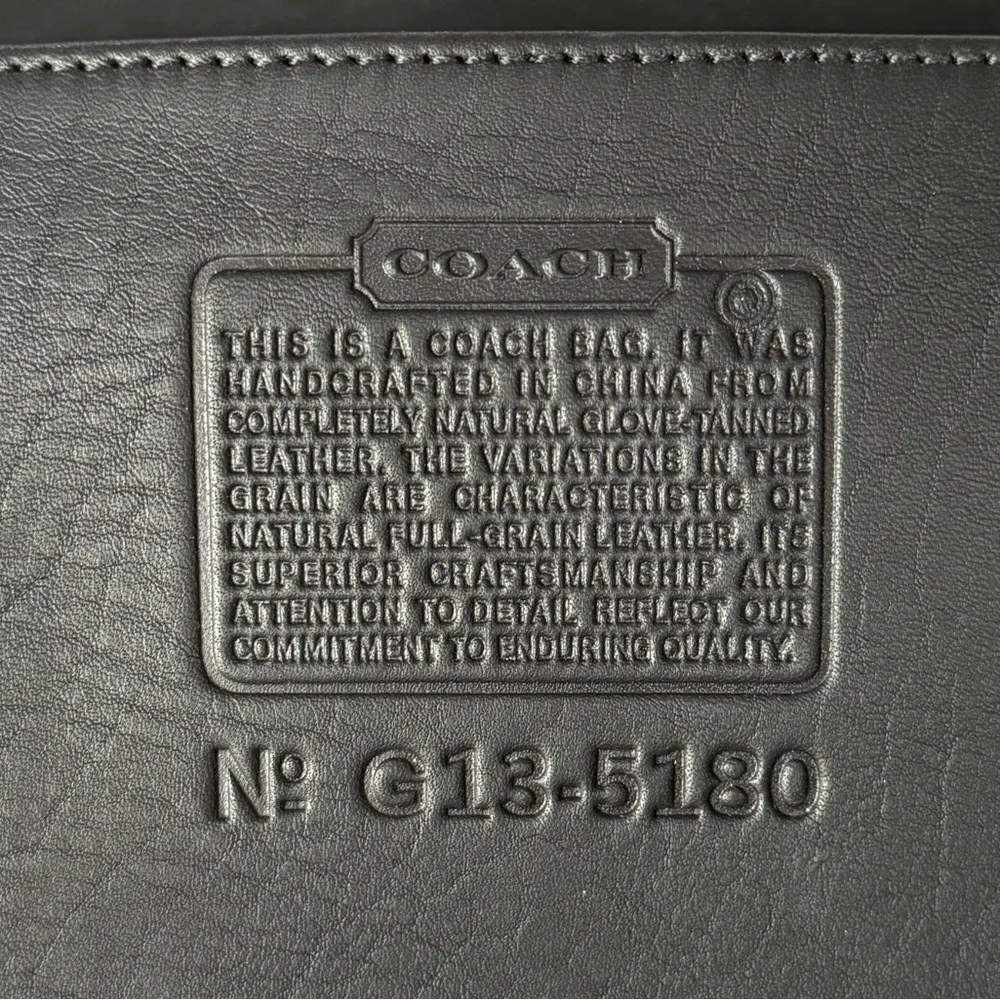 COACH
THIS IS A COACH BAG. IT WAS
HANDCRAFTED IN CHINA FROM
COMPLETELY NATURAL GLOVE-TANNED
LEATHER. THE VARIATIONS IN THE
GRAIN ARE CHARACTERISTIC OF
NATURAL FULL-GRAIN LEATHER. ITS
SUPERIOR CRAFTSMANSHIP AND
ATTENTION TO DETAIL REFLECT OUR
COMMITMENT TO ENDURING QUALITY.
Nº G13-5180